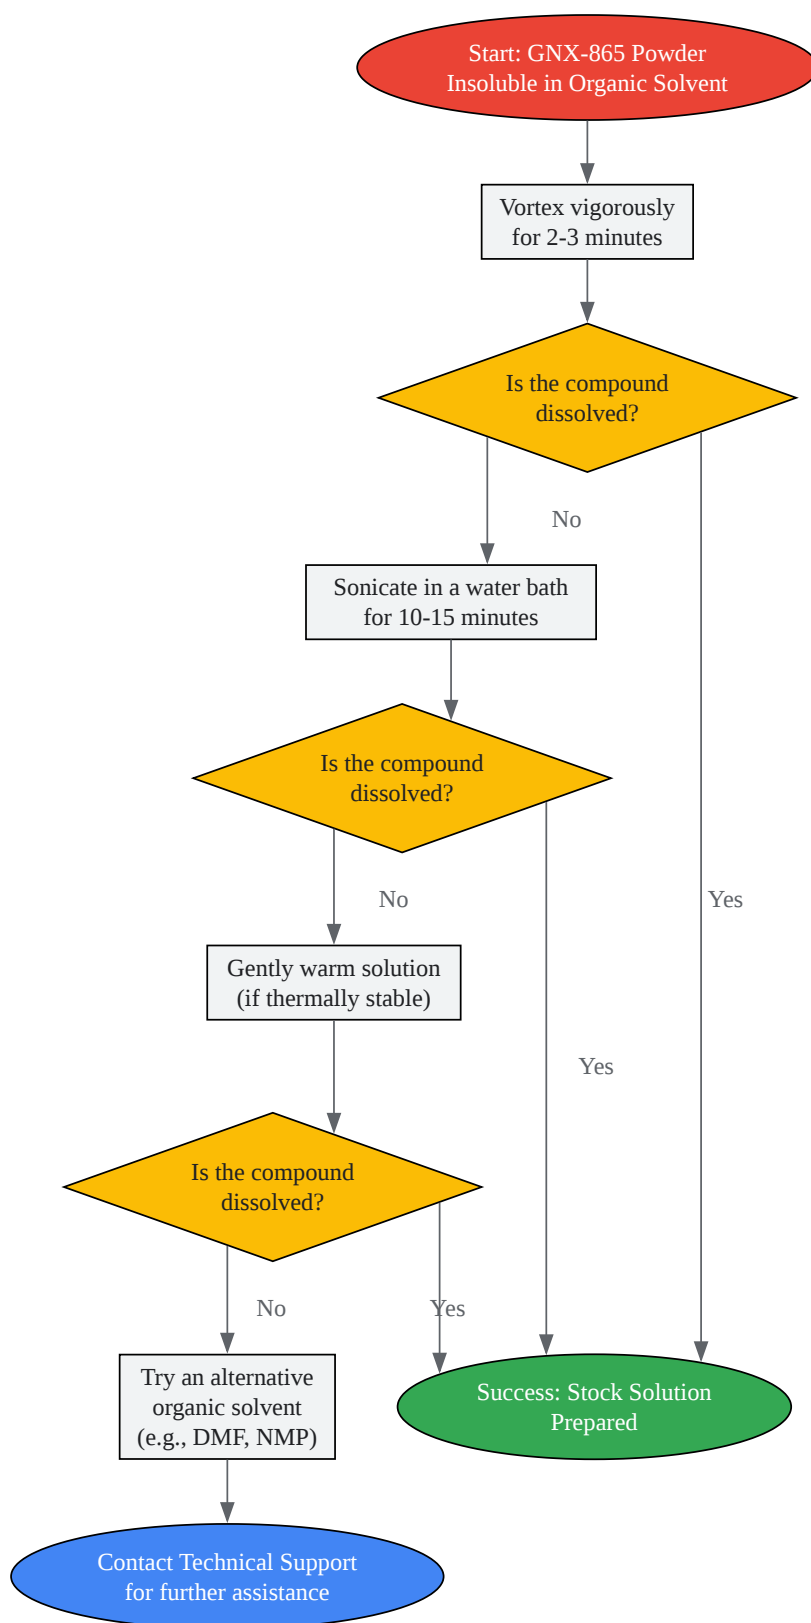 Start: GNX-865 Powder
Insoluble in Organic Solvent
Vortex vigorously
for 2-3 minutes
Is the compound
dissolved?
No
Sonicate in a water bath
for 10-15 minutes
Is the compound
dissolved?
No
Yes
Gently warm solution
(if thermally stable)
Yes
Is the compound
dissolved?
No
Yes
Try an alternative
organic solvent
(e.g., DMF, NMP)
Success: Stock Solution
Prepared
Contact Technical Support
for further assistance